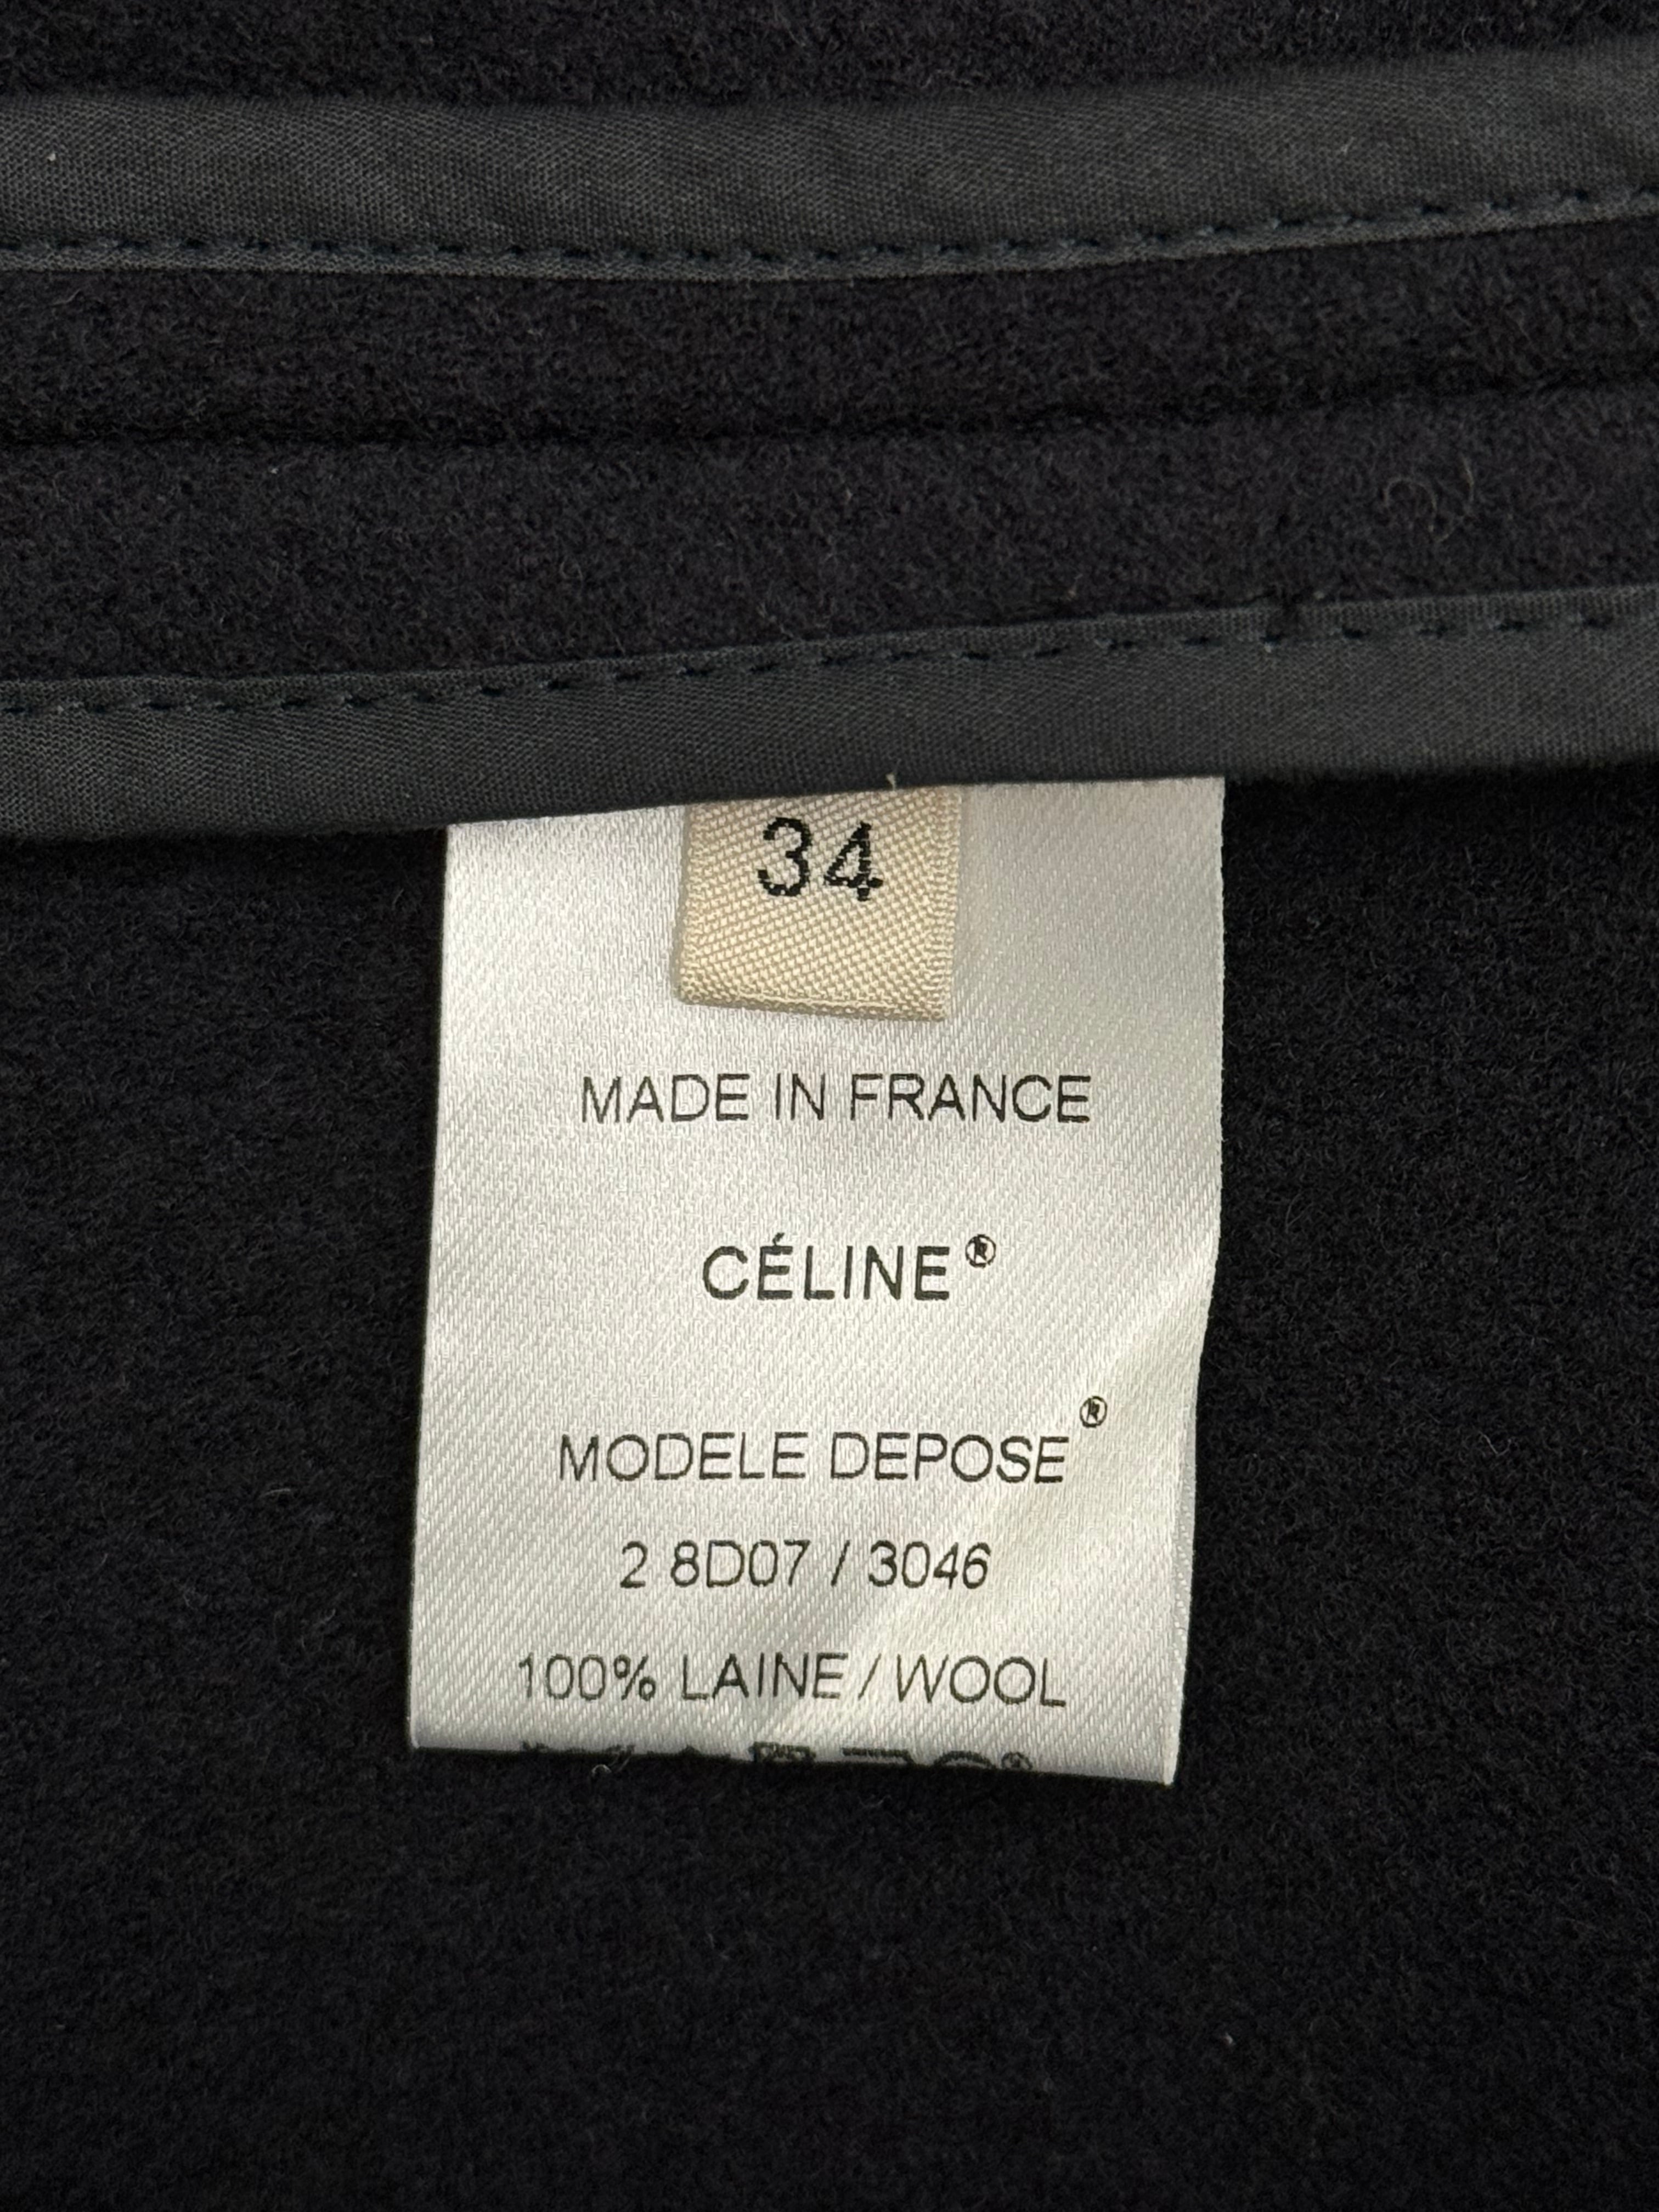 34
MADE IN FRANCE
CÉLINE®
MODELE DEPOSE®
2 8D07 / 3046
100% LAINE / WOOL